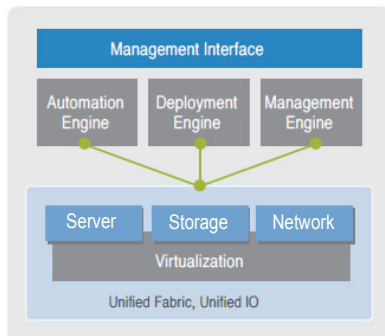 Management Interface
Automation Engine
Deployment Engine
Management Engine
Server
Storage
Network
Virtualization
Unified Fabric, Unified IO